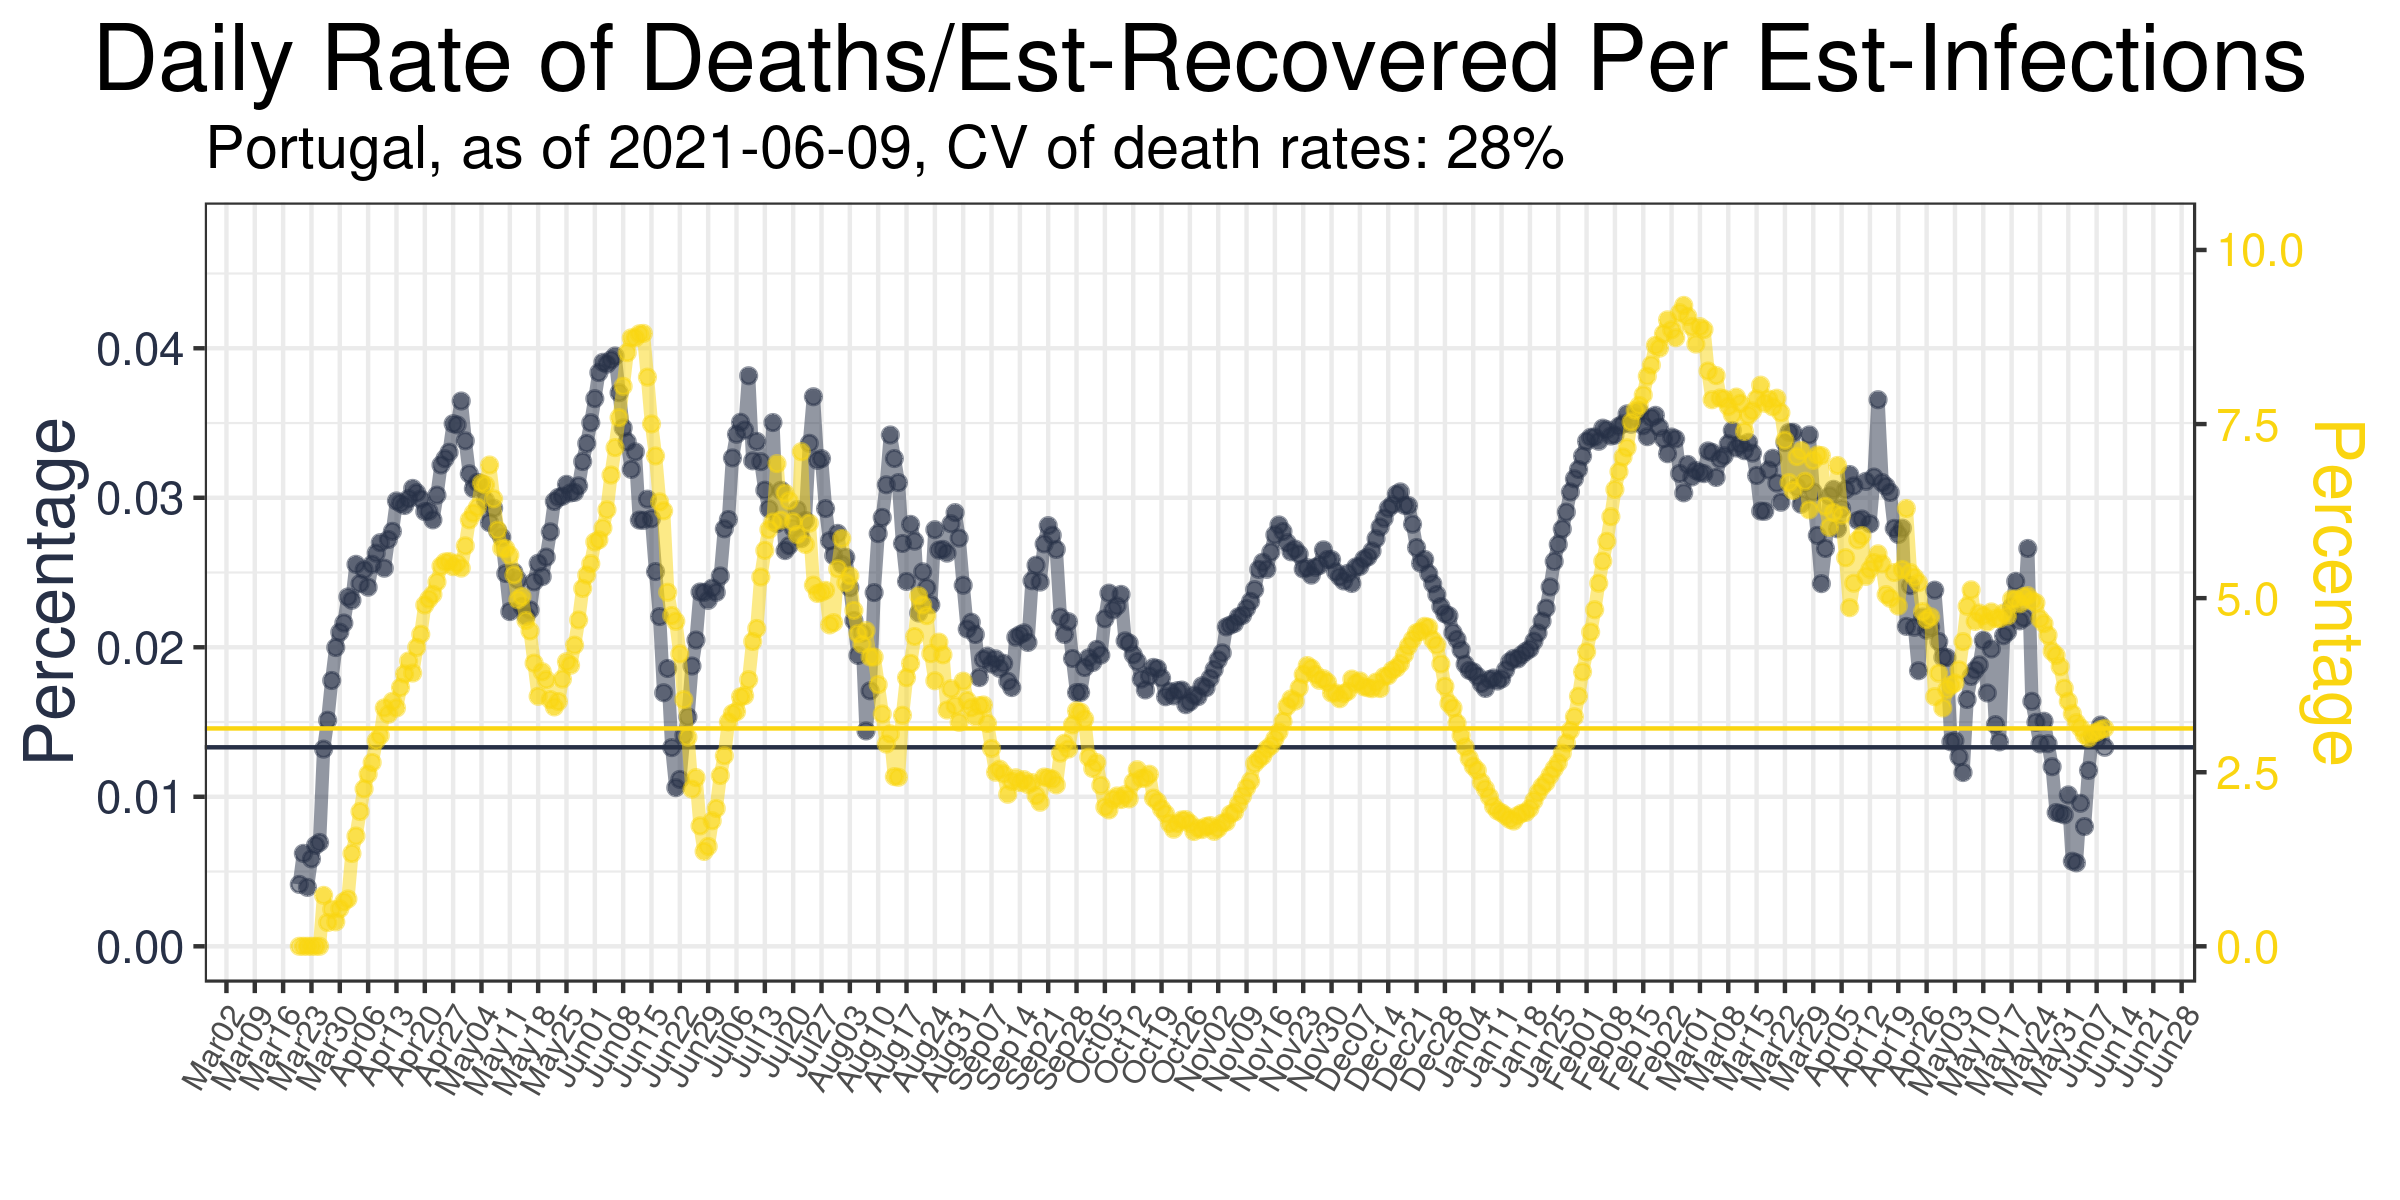 Daily Rate of Deaths/Est-Recovered Per Est-Infections
Portugal, as of 2021-06-09, CV of death rates: 28%
Percentage
0.04
0.03
0.02
0.01
0.00
10.0
7.5
5.0
2.5
0.0
Percentage
Mar02
Mar09
Mar16
Mar23
Mar30
Apr06
Apr13
Apr20
Apr27
May04
May11
May18
May25
Jun01
Jun08
Jun15
Jun22
Jun29
Jul06
Jul13
Jul20
Jul27
Aug03
Aug10
Aug17
Aug24
Aug31
Sep07
Sep14
Sep21
Sep28
Oct05
Oct12
Oct19
Oct26
Nov02
Nov09
Nov16
Nov23
Nov30
Dec07
Dec14
Dec21
Dec28
Jan04
Jan11
Jan18
Jan25
Feb01
Feb08
Feb15
Feb22
Mar01
Mar08
Mar15
Mar22
Mar29
Apr05
Apr12
Apr19
Apr26
May03
May10
May17
May24
May31
Jun07
Jun14
Jun21
Jun28